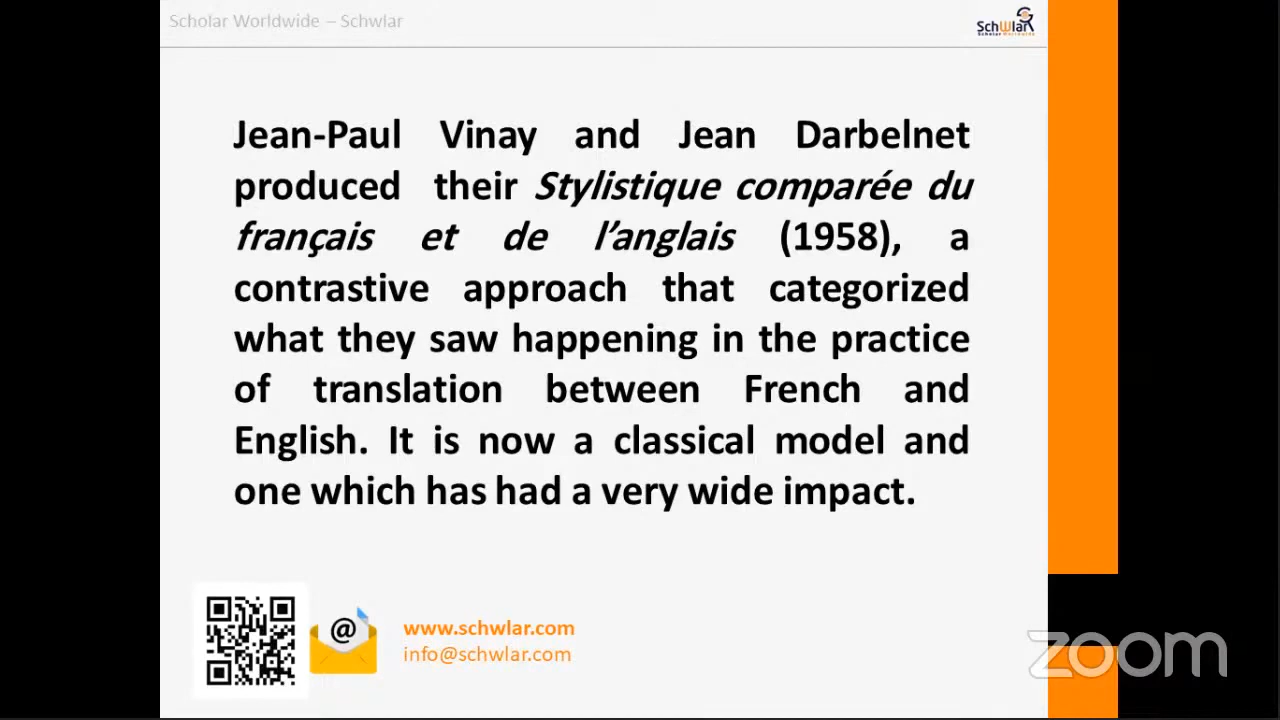 Scholar Worldwide – Schwlar
SchWlar
Scholar Worldwide
Jean-Paul Vinay and Jean Darbelnet
produced their Stylistique comparée du
français et de l’anglais (1958), a
contrastive approach that categorized
what they saw happening in the practice
of translation between French and
English. It is now a classical model and
one which has had a very wide impact.
@
www.schwlar.com
info@schwlar.com
zoom